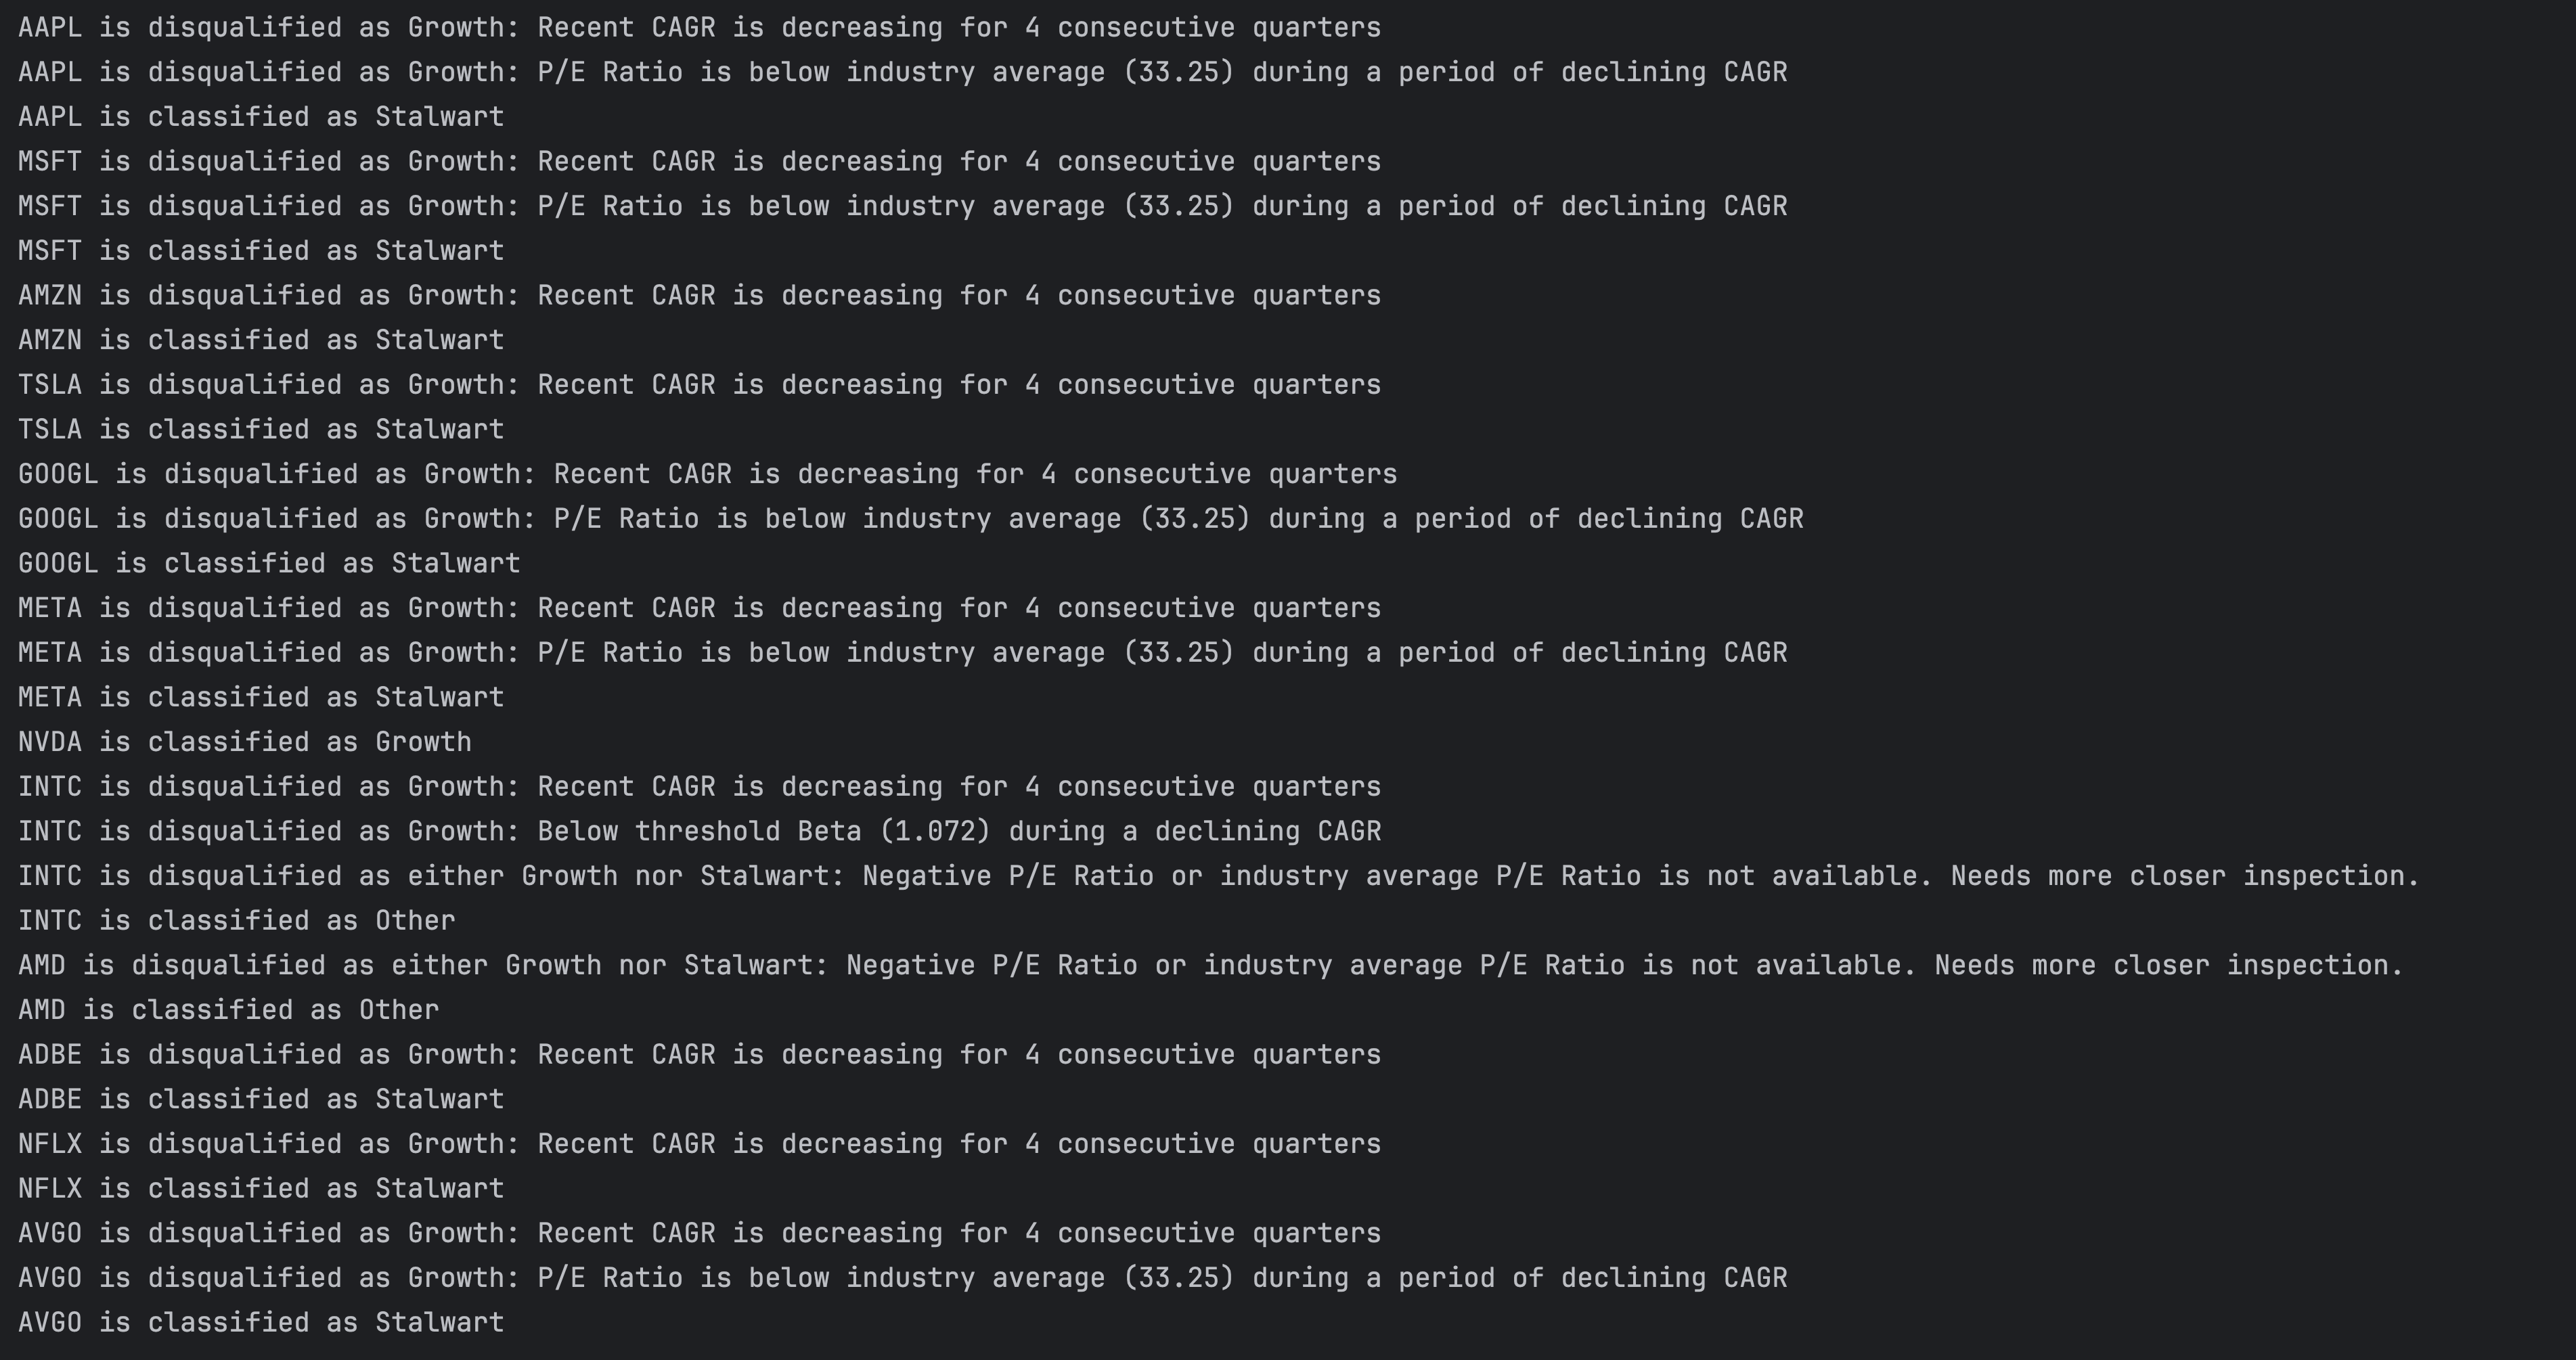 AAPL is disqualified as Growth: Recent CAGR is decreasing for 4 consecutive quarters
AAPL is disqualified as Growth: P/E Ratio is below industry average (33.25) during a period of declining CAGR
AAPL is classified as Stalwart
MSFT is disqualified as Growth: Recent CAGR is decreasing for 4 consecutive quarters
MSFT is disqualified as Growth: P/E Ratio is below industry average (33.25) during a period of declining CAGR
MSFT is classified as Stalwart
AMZN is disqualified as Growth: Recent CAGR is decreasing for 4 consecutive quarters
AMZN is classified as Stalwart
TSLA is disqualified as Growth: Recent CAGR is decreasing for 4 consecutive quarters
TSLA is classified as Stalwart
GOOGL is disqualified as Growth: Recent CAGR is decreasing for 4 consecutive quarters
GOOGL is disqualified as Growth: P/E Ratio is below industry average (33.25) during a period of declining CAGR
GOOGL is classified as Stalwart
META is disqualified as Growth: Recent CAGR is decreasing for 4 consecutive quarters
META is disqualified as Growth: P/E Ratio is below industry average (33.25) during a period of declining CAGR
META is classified as Stalwart
NVDA is classified as Growth
INTC is disqualified as Growth: Recent CAGR is decreasing for 4 consecutive quarters
INTC is disqualified as Growth: Below threshold Beta (1.072) during a declining CAGR
INTC is disqualified as either Growth nor Stalwart: Negative P/E Ratio or industry average P/E Ratio is not available. Needs more closer inspection.
INTC is classified as Other
AMD is disqualified as either Growth nor Stalwart: Negative P/E Ratio or industry average P/E Ratio is not available. Needs more closer inspection.
AMD is classified as Other
ADBE is disqualified as Growth: Recent CAGR is decreasing for 4 consecutive quarters
ADBE is classified as Stalwart
NFLX is disqualified as Growth: Recent CAGR is decreasing for 4 consecutive quarters
NFLX is classified as Stalwart
AVGO is disqualified as Growth: Recent CAGR is decreasing for 4 consecutive quarters
AVGO is disqualified as Growth: P/E Ratio is below industry average (33.25) during a period of declining CAGR
AVGO is classified as Stalwart